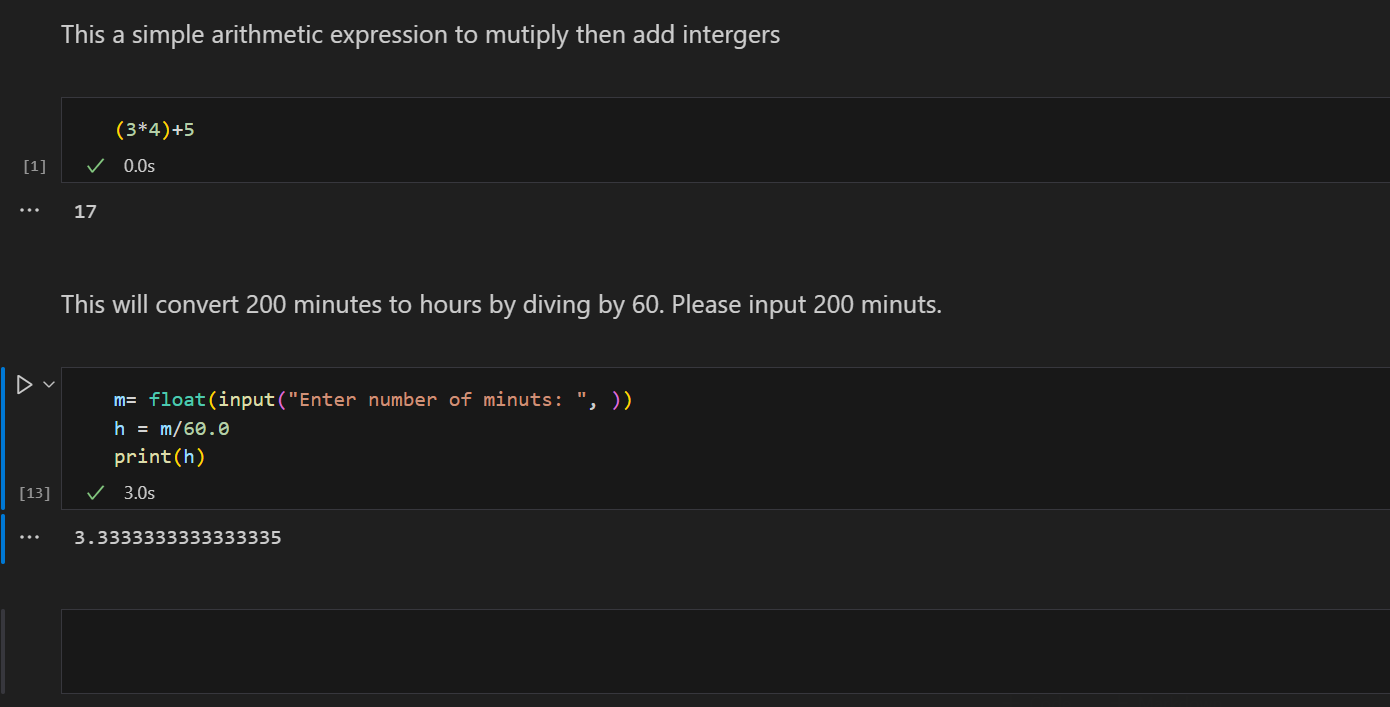 This a simple arithmetic expression to mutiply then add intergers
(3*4)+5
[1] 0.0s
... 17
This will convert 200 minutes to hours by diving by 60. Please input 200 minuts.
m= float(input("Enter number of minuts: ", ))
h = m/60.0
print(h)
[13] 3.0s
... 3.3333333333333335